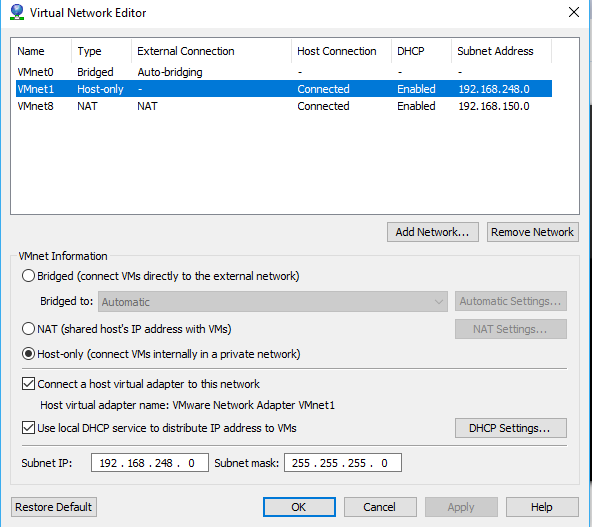 Virtual Network Editor
Name Type External Connection Host Connection DHCP Subnet Address
VMnet0 Bridged Auto-bridging - - -
VMnet1 Host-only - Connected Enabled 192.168.248.0
VMnet8 NAT NAT Connected Enabled 192.168.150.0
Add Network... Remove Network
VMnet Information
Bridged (connect VMs directly to the external network)
Bridged to: Automatic Automatic Settings...
NAT (shared host's IP address with VMs) NAT Settings...
Host-only (connect VMs internally in a private network)
Connect a host virtual adapter to this network
Host virtual adapter name: VMware Network Adapter VMnet1
Use local DHCP service to distribute IP address to VMs DHCP Settings...
Subnet IP: 192 . 168 . 248 . 0 Subnet mask: 255 . 255 . 255 . 0
Restore Default OK Cancel Apply Help